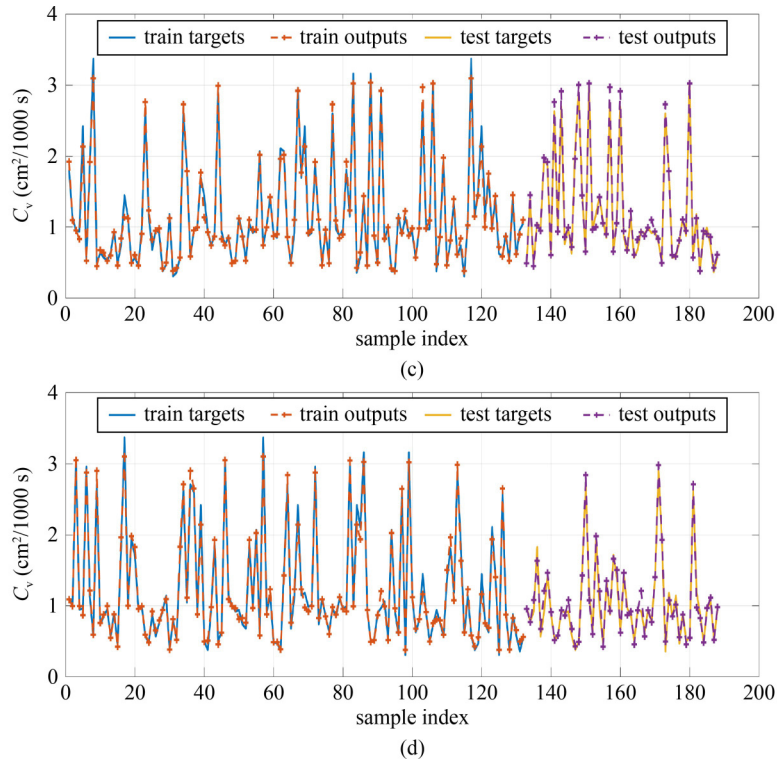 4
train targets train outputs test targets test outputs
3
Cv (cm²/1000 s)
2
1
0
0 20 40 60 80 100 120 140 160 180 200
sample index
(c)
4
train targets train outputs test targets test outputs
3
Cv (cm²/1000 s)
2
1
0
0 20 40 60 80 100 120 140 160 180 200
sample index
(d)